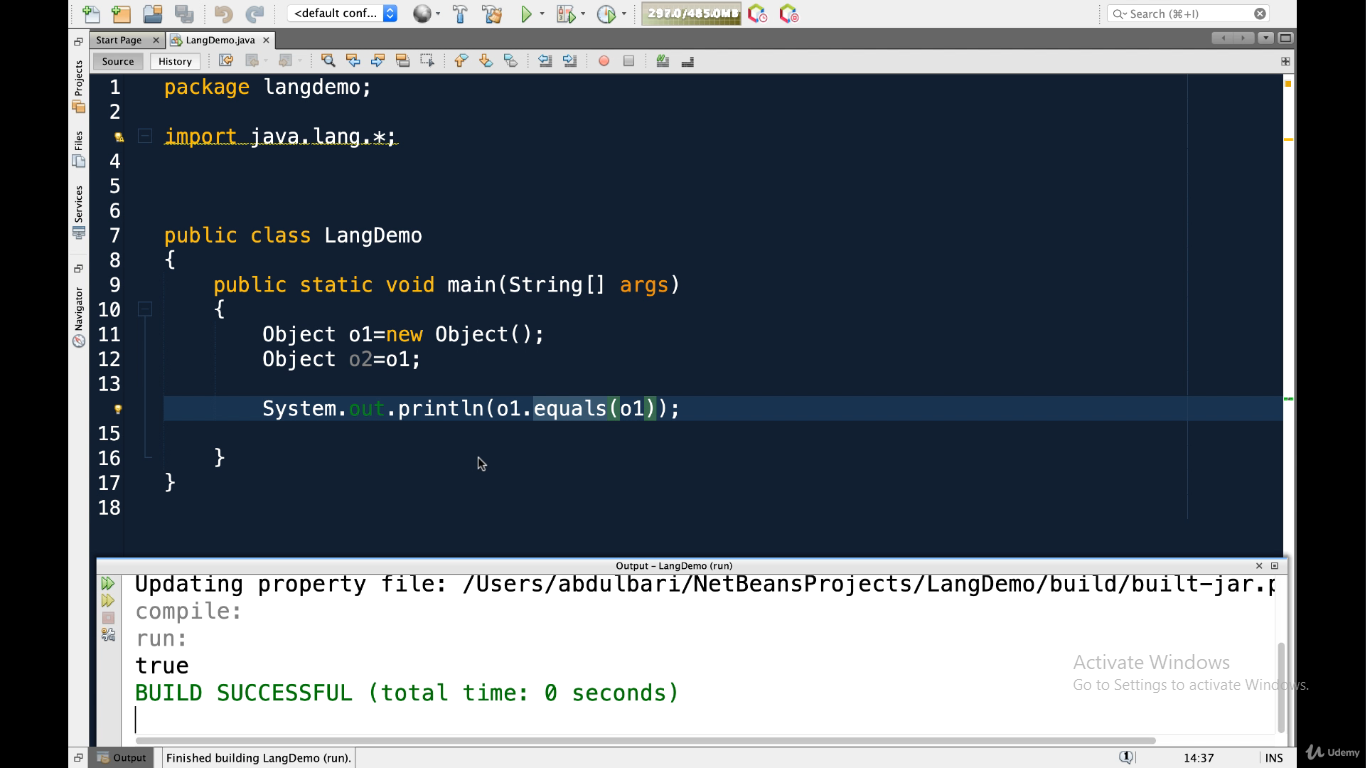 <default conf...
297.0/485.0MB
Search (⌘+I)
Start Page
LangDemo.java
Source
History
Projects
Files
Services
Navigator
1 package langdemo;
2
import java.lang.*;
4
5
6
7 public class LangDemo
8 {
9 public static void main(String[] args)
10 {
11 Object o1=new Object();
12 Object o2=o1;
13
System.out.println(o1.equals(o1));
15
16 }
17 }
18
Output - LangDemo (run)
Updating property file: /Users/abdulbari/NetBeansProjects/LangDemo/build/built-jar.p
compile:
run:
true
BUILD SUCCESSFUL (total time: 0 seconds)
Activate Windows
Go to Settings to activate Windows.
Output
Finished building LangDemo (run).
14:37
INS
Udemy